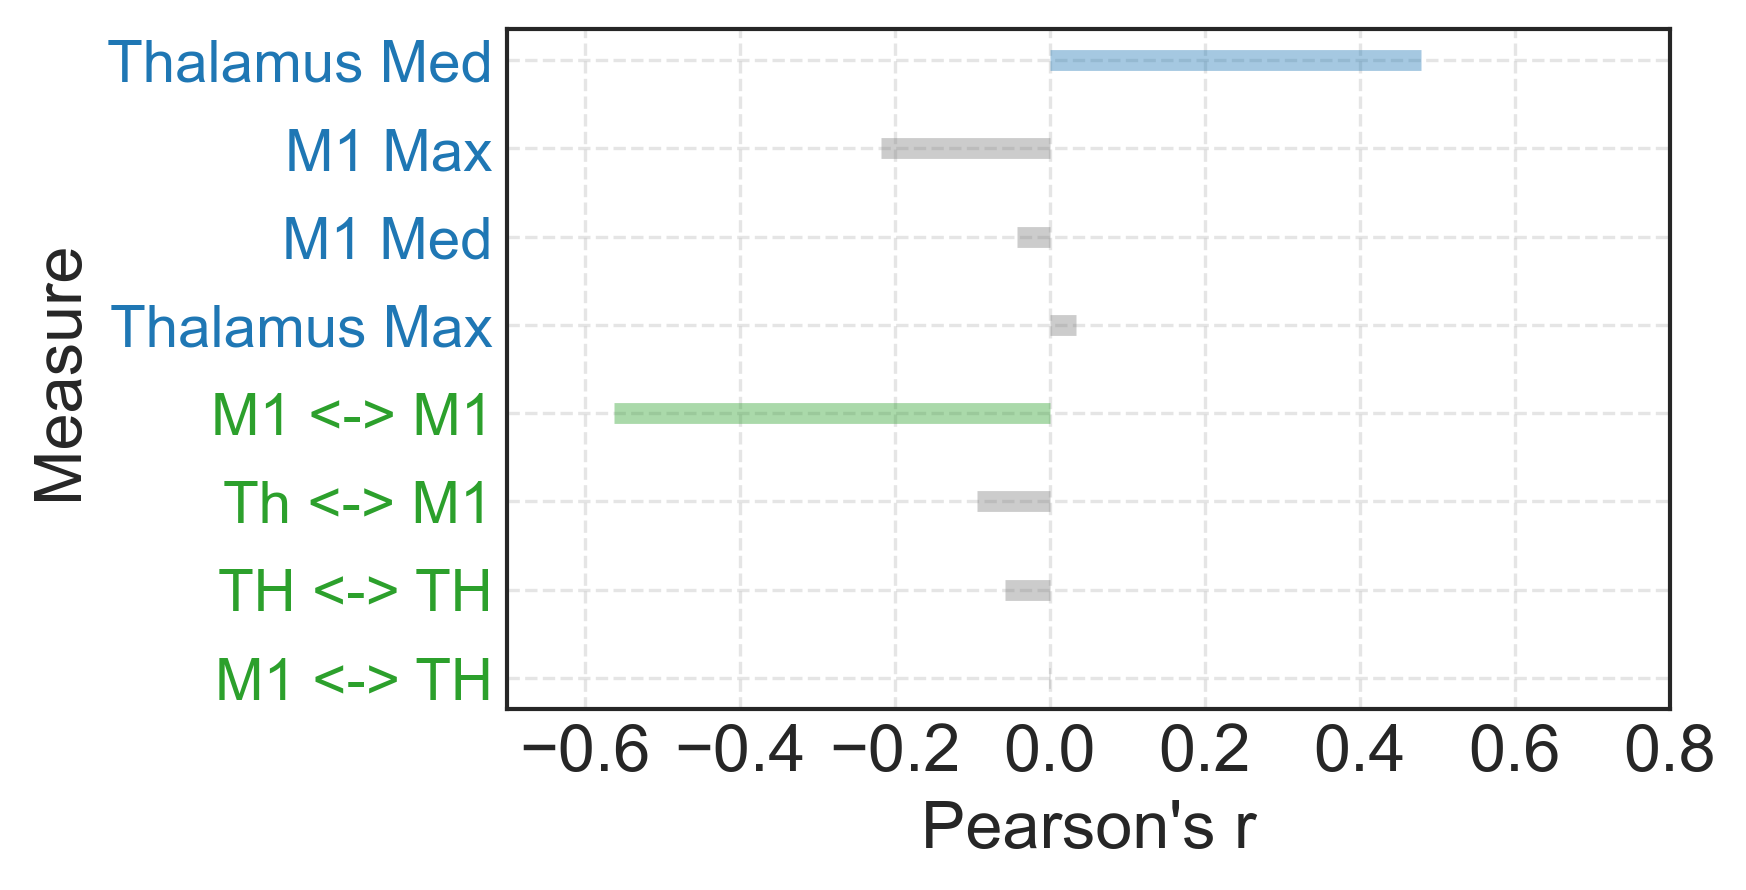 Thalamus Med
M1 Max
M1 Med
Thalamus Max
M1 <-> M1
Th <-> M1
TH <-> TH
M1 <-> TH
Measure
−0.6 −0.4 −0.2 0.0 0.2 0.4 0.6 0.8
Pearson's r